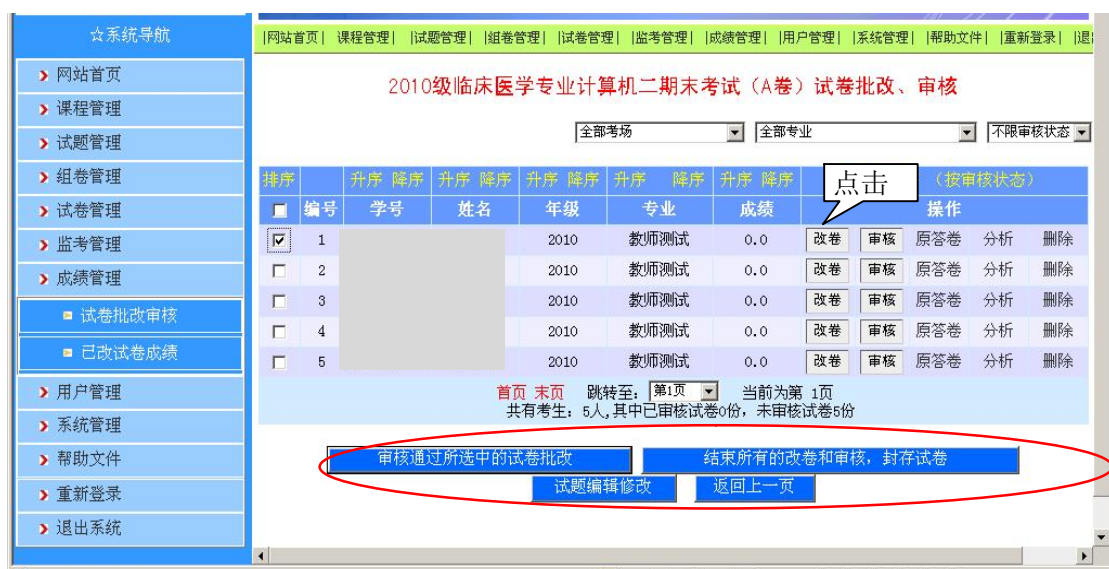 ☆系统导航
|网站首页| 课程管理| |试题管理| |组卷管理| |试卷管理| |监考管理| |成绩管理| |用户管理| |系统管理| |帮助文件| |重新登录| |退
网站首页
课程管理
试题管理
组卷管理
试卷管理
监考管理
成绩管理
试卷批改审核
已改试卷成绩
用户管理
系统管理
帮助文件
重新登录
退出系统
2010级临床医学专业计算机二期末考试（A卷）试卷批改、审核
全部考场 全部专业 不限审核状态
排序 升序 降序 升序 降序 升序 降序 升序 降序 升序 降序 （按审核状态）
点击
编号 学号 姓名 年级 专业 成绩 操作
1 2010 教师测试 0.0 改卷 审核 原答卷 分析 删除
2 2010 教师测试 0.0 改卷 审核 原答卷 分析 删除
3 2010 教师测试 0.0 改卷 审核 原答卷 分析 删除
4 2010 教师测试 0.0 改卷 审核 原答卷 分析 删除
5 2010 教师测试 0.0 改卷 审核 原答卷 分析 删除
首页 末页 跳转至: 第1页 当前为第 1页
共有考生: 5人,其中已审核试卷0份, 未审核试卷5份
审核通过所选中的试卷批改 结束所有的改卷和审核, 封存试卷
试题编辑修改 返回上一页